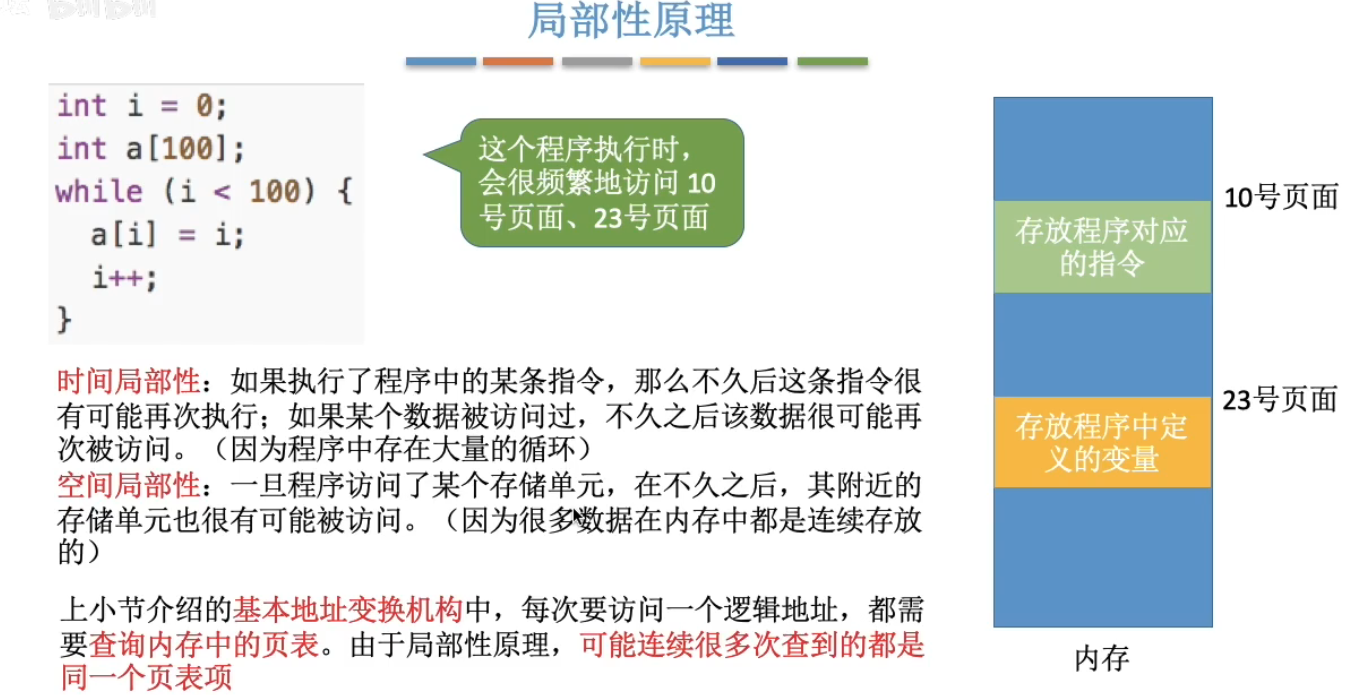 局部性原理
int i = 0;
int a[100];
while (i < 100) {
a[i] = i;
i++;
}
这个程序执行时，
会很频繁地访问 10
号页面、23号页面
时间局部性：如果执行了程序中的某条指令，那么不久后这条指令很
有可能再次执行；如果某个数据被访问过，不久之后该数据很可能再
次被访问。（因为程序中存在大量的循环）
空间局部性：一旦程序访问了某个存储单元，在不久之后，其附近的
存储单元也很有可能被访问。（因为很多数据在内存中都是连续存放
的）
上小节介绍的基本地址变换机构中，每次要访问一个逻辑地址，都需
要查询内存中的页表。由于局部性原理，可能连续很多次查到的都是
同一个页表项
10号页面
存放程序对应
的指令
23号页面
存放程序中定
义的变量
内存